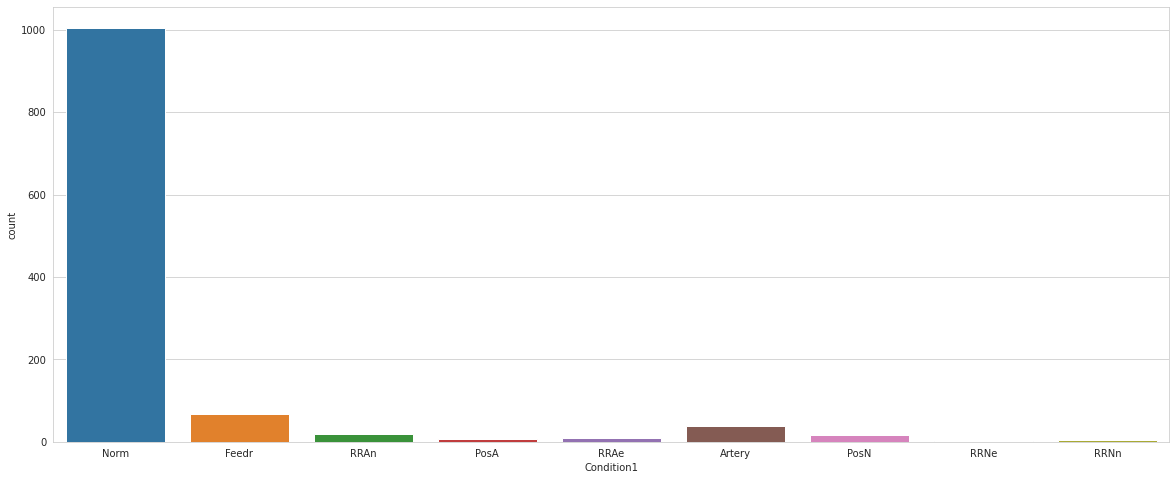 1000
800
600
400
200
0
count
Norm Feedr RRAn PosA RRAe Artery PosN RRNe RRNn
Condition1